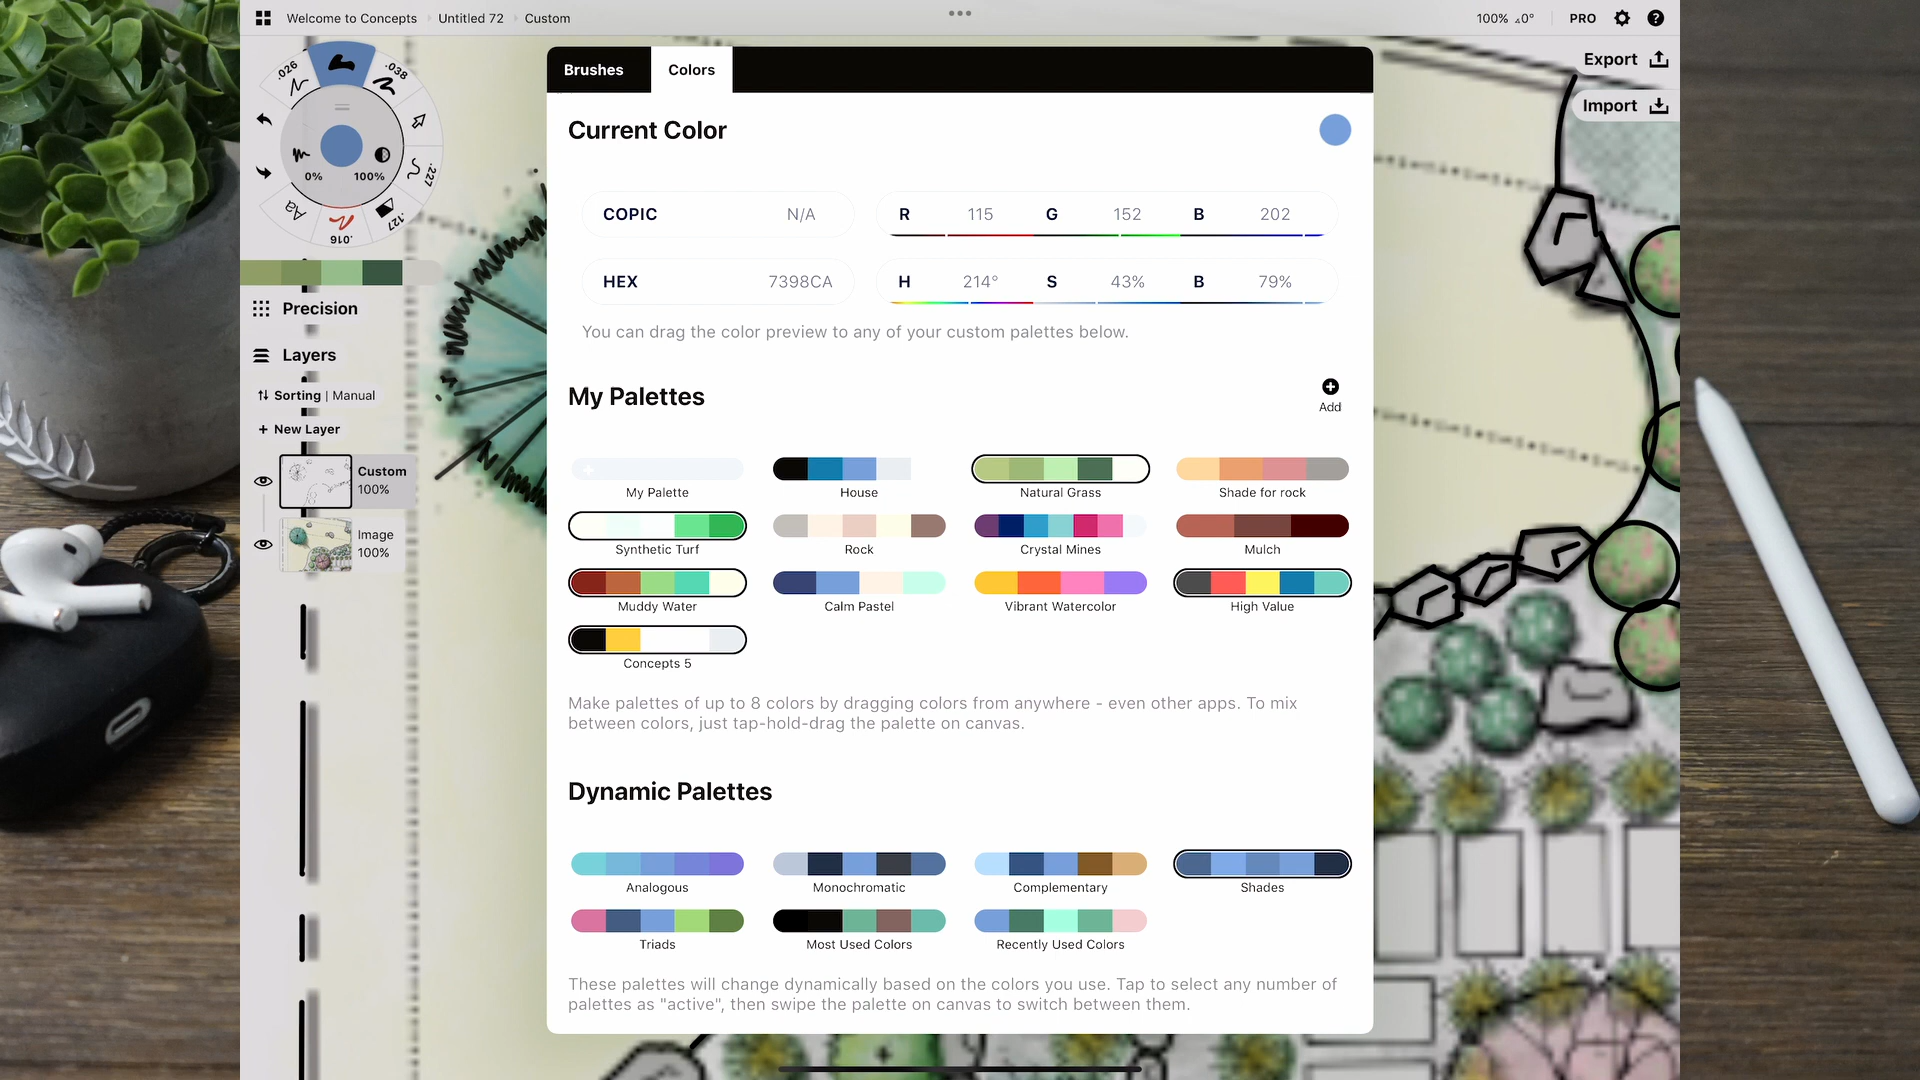 Welcome to Concepts
Untitled 72
Custom
100% ⦟0°
PRO
Brushes
Colors
Export
Import
.026
.038
.227
.127
.016
Aa
0%
100%
Current Color
COPIC
N/A
R 115 G 152 B 202
HEX
7398CA
H 214° S 43% B 79%
You can drag the color preview to any of your custom palettes below.
Precision
Layers
Sorting | Manual
+ New Layer
Custom
100%
Image
100%
My Palettes
Add
My Palette
House
Natural Grass
Shade for rock
Synthetic Turf
Rock
Crystal Mines
Mulch
Muddy Water
Calm Pastel
Vibrant Watercolor
High Value
Concepts 5
Make palettes of up to 8 colors by dragging colors from anywhere - even other apps. To mix
between colors, just tap-hold-drag the palette on canvas.
Dynamic Palettes
Analogous
Monochromatic
Complementary
Shades
Triads
Most Used Colors
Recently Used Colors
These palettes will change dynamically based on the colors you use. Tap to select any number of
palettes as "active", then swipe the palette on canvas to switch between them.